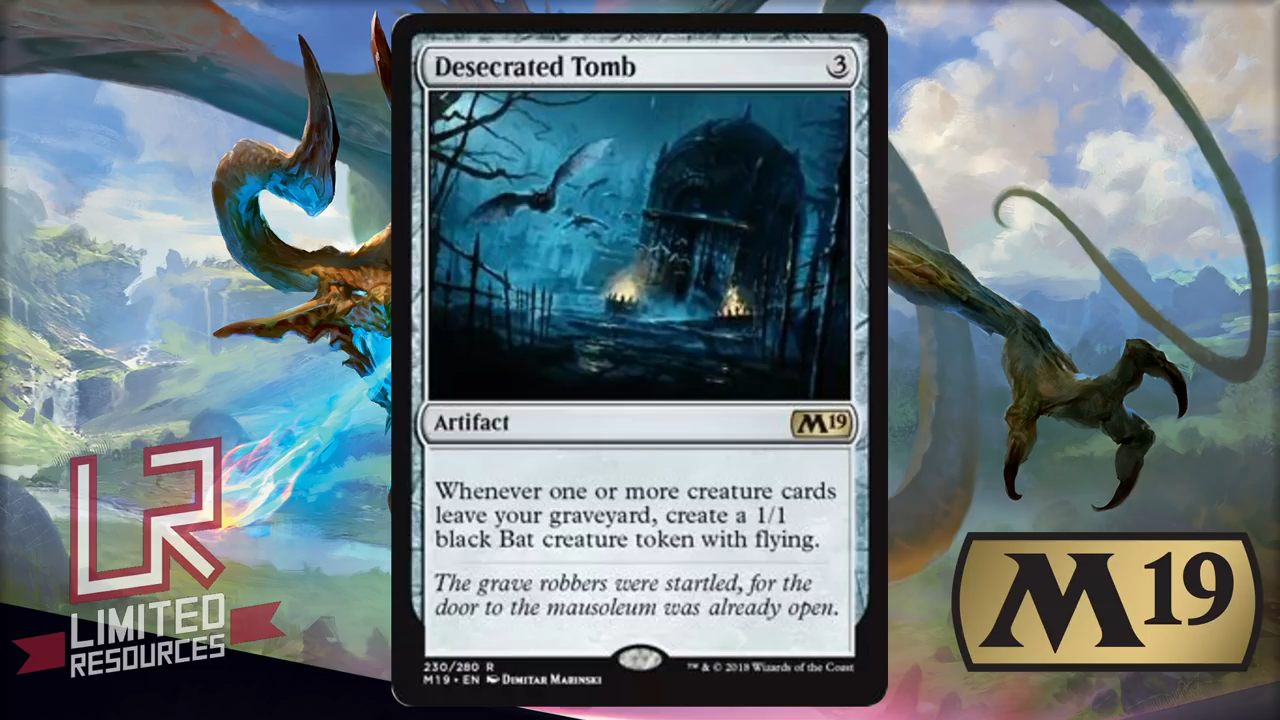 Desecrated Tomb 3
Artifact M19
Whenever one or more creature cards
leave your graveyard, create a 1/1
black Bat creature token with flying.
The grave robbers were startled, for the
door to the mausoleum was already open.
230/280 R
M19 • EN Dimitar Marinski
™ & © 2018 Wizards of the Coast
LR
LIMITED
RESOURCES
M19